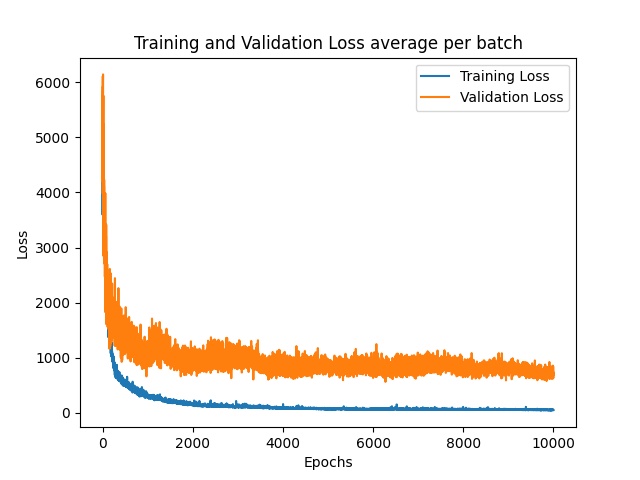 Training and Validation Loss average per batch
Training Loss
Validation Loss
6000
5000
4000
3000
2000
1000
0
Loss
0
2000
4000
6000
8000
10000
Epochs